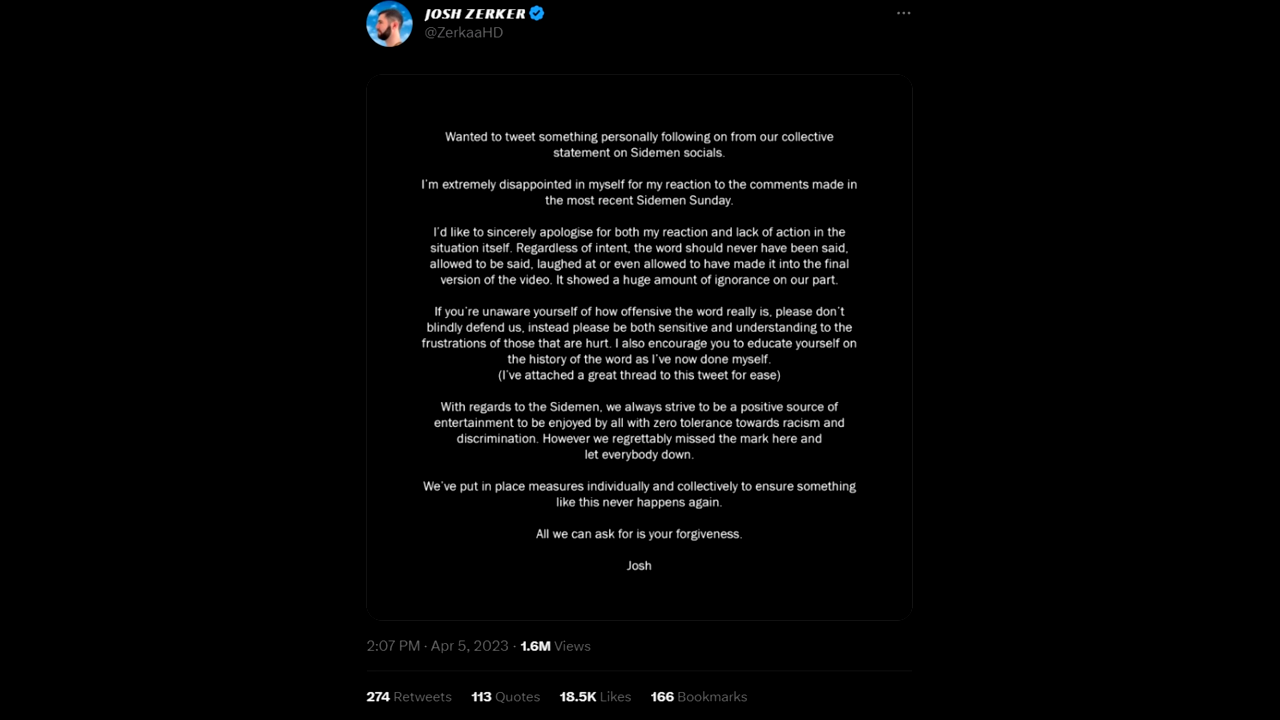 JOSH ZERKER
@ZerkaaHD
Wanted to tweet something personally following on from our collective
statement on Sidemen socials.
I'm extremely disappointed in myself for my reaction to the comments made in
the most recent Sidemen Sunday.
I'd like to sincerely apologise for both my reaction and lack of action in the
situation itself. Regardless of intent, the word should never have been said,
allowed to be said, laughed at or even allowed to have made it into the final
version of the video. It showed a huge amount of ignorance on our part.
If you're unaware yourself of how offensive the word really is, please don't
blindly defend us, instead please be both sensitive and understanding to the
frustrations of those that are hurt. I also encourage you to educate yourself on
the history of the word as I've now done myself.
(I've attached a great thread to this tweet for ease)
With regards to the Sidemen, we always strive to be a positive source of
entertainment to be enjoyed by all with zero tolerance towards racism and
discrimination. However we regrettably missed the mark here and
let everybody down.
We've put in place measures individually and collectively to ensure something
like this never happens again.
All we can ask for is your forgiveness.
Josh
2:07 PM · Apr 5, 2023 · 1.6M Views
274 Retweets 113 Quotes 18.5K Likes 166 Bookmarks